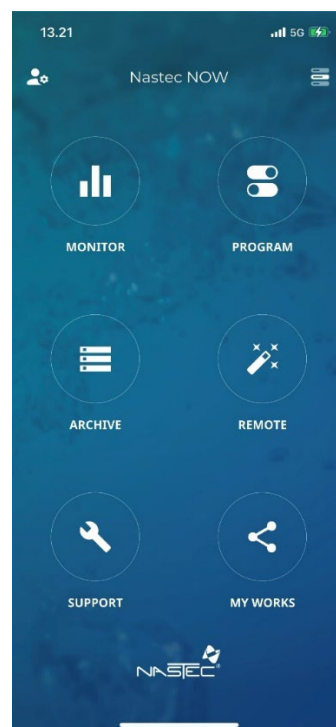 13.21 5G
Nastec NOW
MONITOR PROGRAM
ARCHIVE REMOTE
SUPPORT MY WORKS
NASTEC